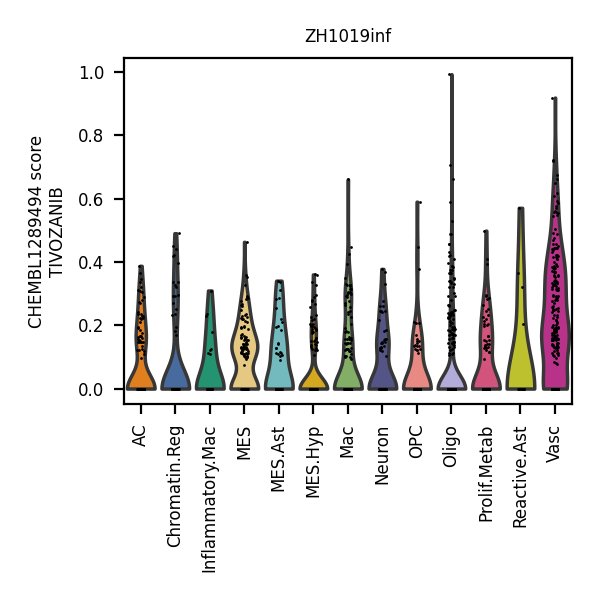 ZH1019inf
CHEMBL1289494 score
TIVOZANIB
1.0
0.8
0.6
0.4
0.2
0.0
AC
Chromatin.Reg
Inflammatory.Mac
MES
MES.Ast
MES.Hyp
Mac
Neuron
OPC
Oligo
Prolif.Metab
Reactive.Ast
Vasc